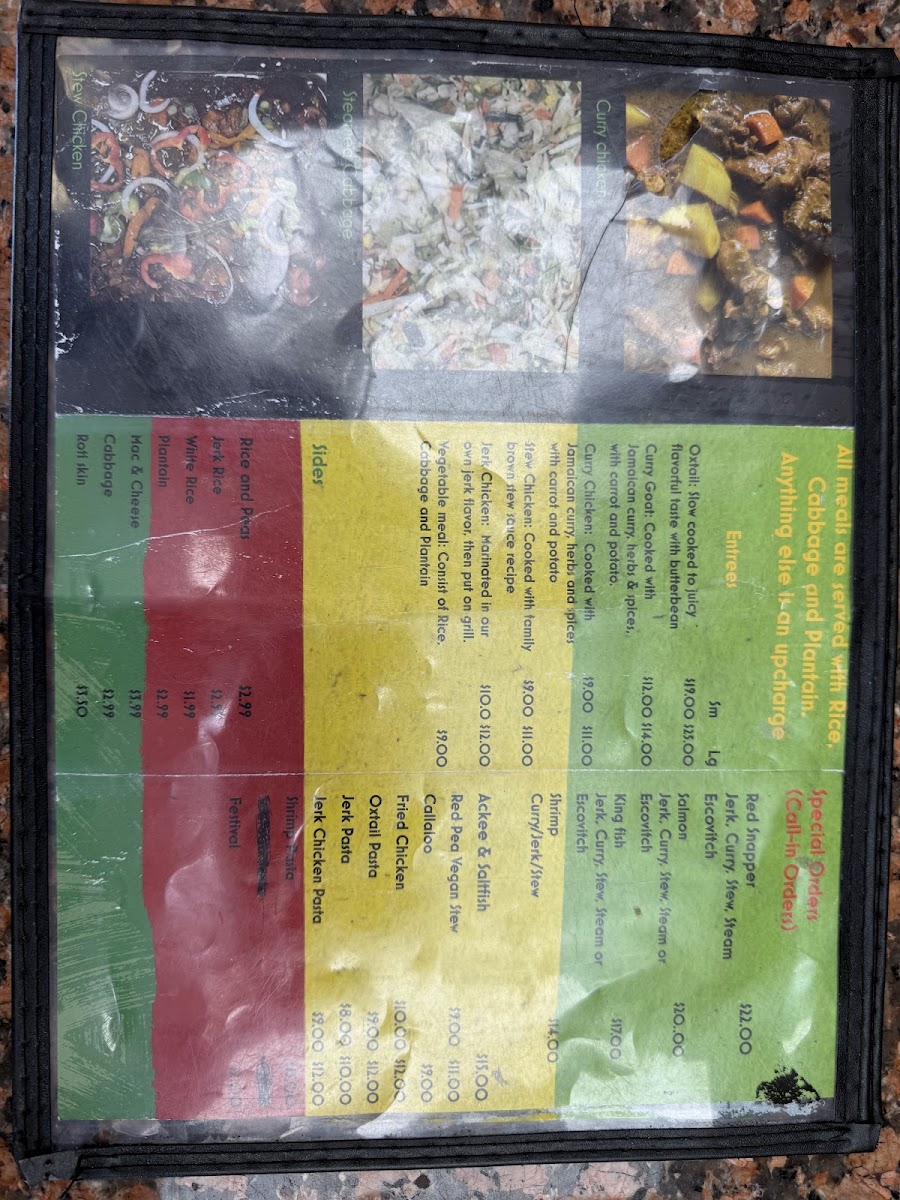 Curry chicken
Steamed Cabbage
Stew Chicken
All meals are served with Rice,
Cabbage and Plantain.
Anything else is an upcharge
Entrees
Sm Lg
Oxtail: Slow cooked to juicy
flavorful taste with butterbean $19.00 $25.00
Curry Goat: Cooked with
Jamaican curry, herbs & spices, $12.00 $14.00
with carrot and potato.
Curry Chicken: Cooked with $9.00 $11.00
Jamaican curry, herbs and spices
with carrot and potato
Stew Chicken: Cooked with family $9.00 $11.00
brown stew sauce recipe
Jerk Chicken: Marinated in our $10.0 $12.00
own jerk flavor, then put on grill.
Vegetable meal: Consist of Rice, $9.00
Cabbage and Plantain
Sides
Rice and Peas $2.99
Jerk Rice
White Rice $1.99
Plantain $2.99
Mac & Cheese $3.99
Cabbage $2.99
Roti skin $3.50
Special Orders
(Call-in Orders)
Red Snapper $22.00
Jerk, Curry, Stew, Steam
Escovitch
Salmon $20.00
Jerk, Curry, Stew, Steam or
Escovitch
King fish $17.00
Jerk, Curry, Stew, Steam or
Escovitch
Shrimp $14.00
Curry/Jerk/Stew
Ackee & Saltfish $15.00
Red Pea Vegan Stew $9.00 $11.00
Callaloo $9.00
Fried Chicken $10.00 $12.00
Oxtail Pasta $9.00 $12.00
Jerk Pasta $8.00 $10.00
Jerk Chicken Pasta $9.00 $12.00
Shrimp Pasta
Festival